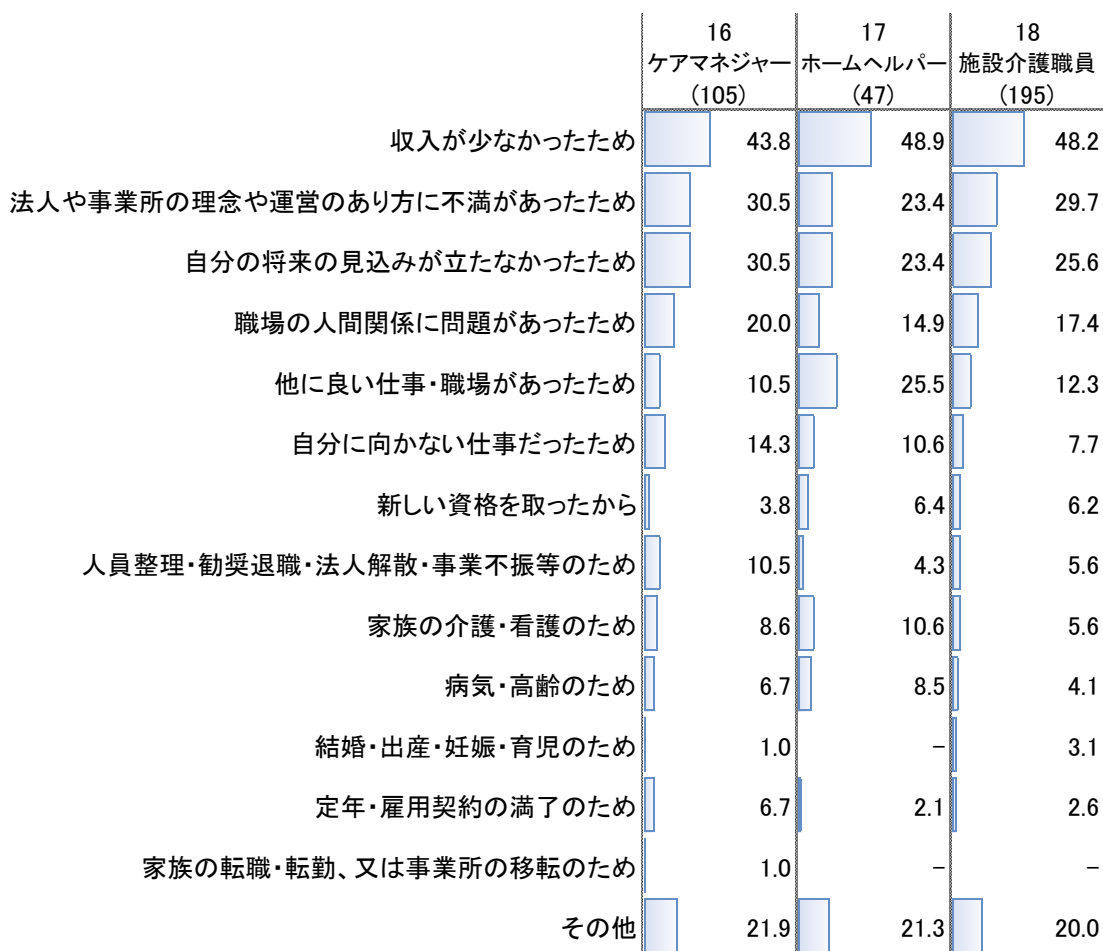 16 17 18
ケアマネジャー ホームヘルパー 施設介護職員
(105) (47) (195)
収入が少なかったため 43.8 48.9 48.2
法人や事業所の理念や運営のあり方に不満があったため 30.5 23.4 29.7
自分の将来の見込みが立たなかったため 30.5 23.4 25.6
職場の人間関係に問題があったため 20.0 14.9 17.4
他に良い仕事・職場があったため 10.5 25.5 12.3
自分に向かない仕事だったため 14.3 10.6 7.7
新しい資格を取ったから 3.8 6.4 6.2
人員整理・勧奨退職・法人解散・事業不振等のため 10.5 4.3 5.6
家族の介護・看護のため 8.6 10.6 5.6
病気・高齢のため 6.7 8.5 4.1
結婚・出産・妊娠・育児のため 1.0 － 3.1
定年・雇用契約の満了のため 6.7 2.1 2.6
家族の転職・転勤、又は事業所の移転のため 1.0 － －
その他 21.9 21.3 20.0